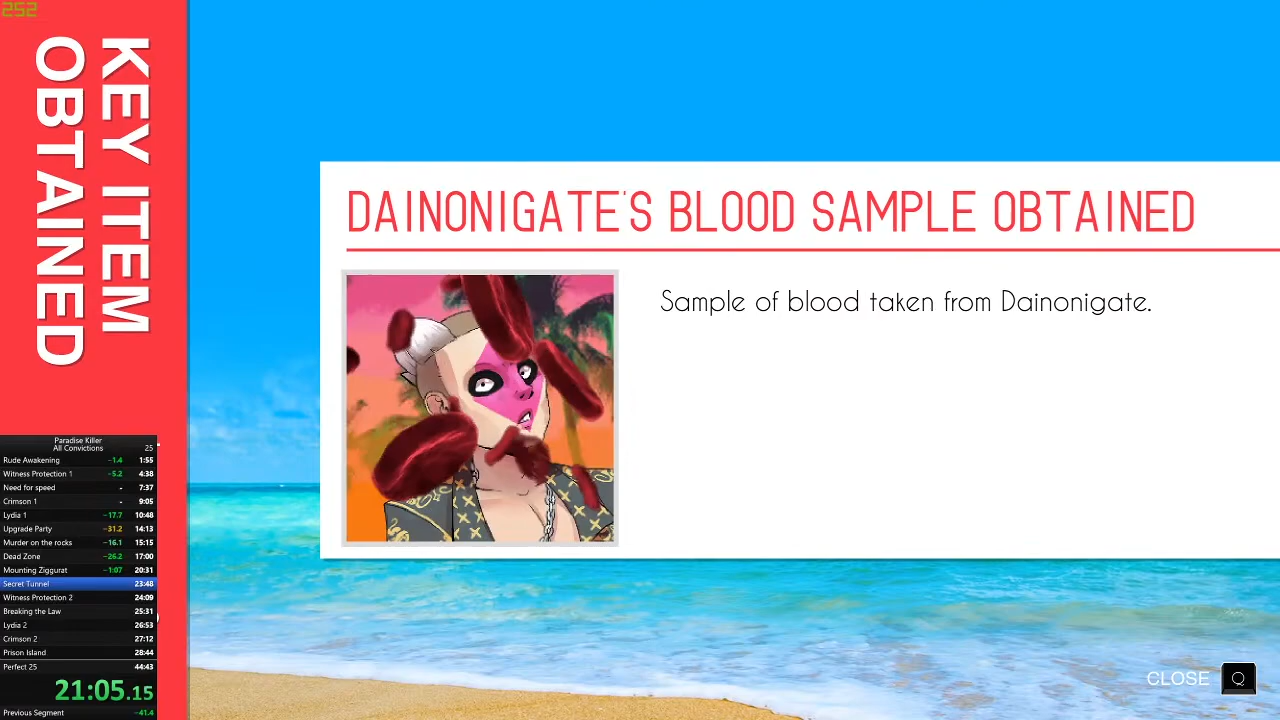 252
KEY ITEM
OBTAINED
DAINONIGATE'S BLOOD SAMPLE OBTAINED
Sample of blood taken from Dainonigate.
Paradise Killer
All Convictions 25
Rude Awakening -1.4 1:55
Witness Protection 1 -5.2 4:38
Need for speed - 7:37
Crimson 1 - 9:05
Lydia 1 -17.7 10:48
Upgrade Party -31.2 14:13
Murder on the rocks -16.1 15:15
Dead Zone -26.2 17:00
Mounting Ziggurat -1:07 20:31
Secret Tunnel 23:48
Witness Protection 2 24:09
Breaking the Law 25:31
Lydia 2 26:53
Crimson 2 27:12
Prison Island 28:44
Perfect 25 44:43
21:05.15
Previous Segment -41.4
CLOSE Q